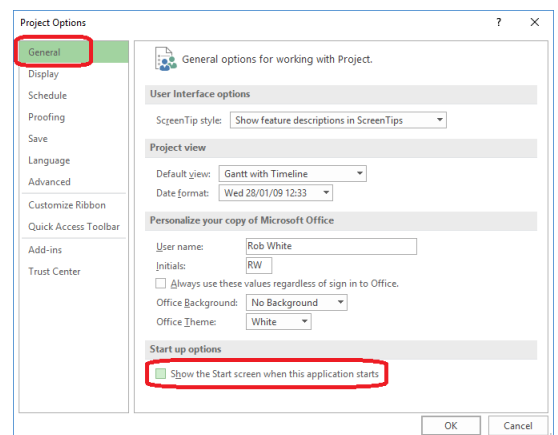 Project Options
?
General
Display
Schedule
Proofing
Save
Language
Advanced
Customize Ribbon
Quick Access Toolbar
Add-ins
Trust Center
General options for working with Project.
User Interface options
ScreenTip style: Show feature descriptions in ScreenTips
Project view
Default view: Gantt with Timeline
Date format: Wed 28/01/09 12:33
Personalize your copy of Microsoft Office
User name: Rob White
Initials: RW
Always use these values regardless of sign in to Office.
Office Background: No Background
Office Theme: White
Start up options
Show the Start screen when this application starts
OK Cancel